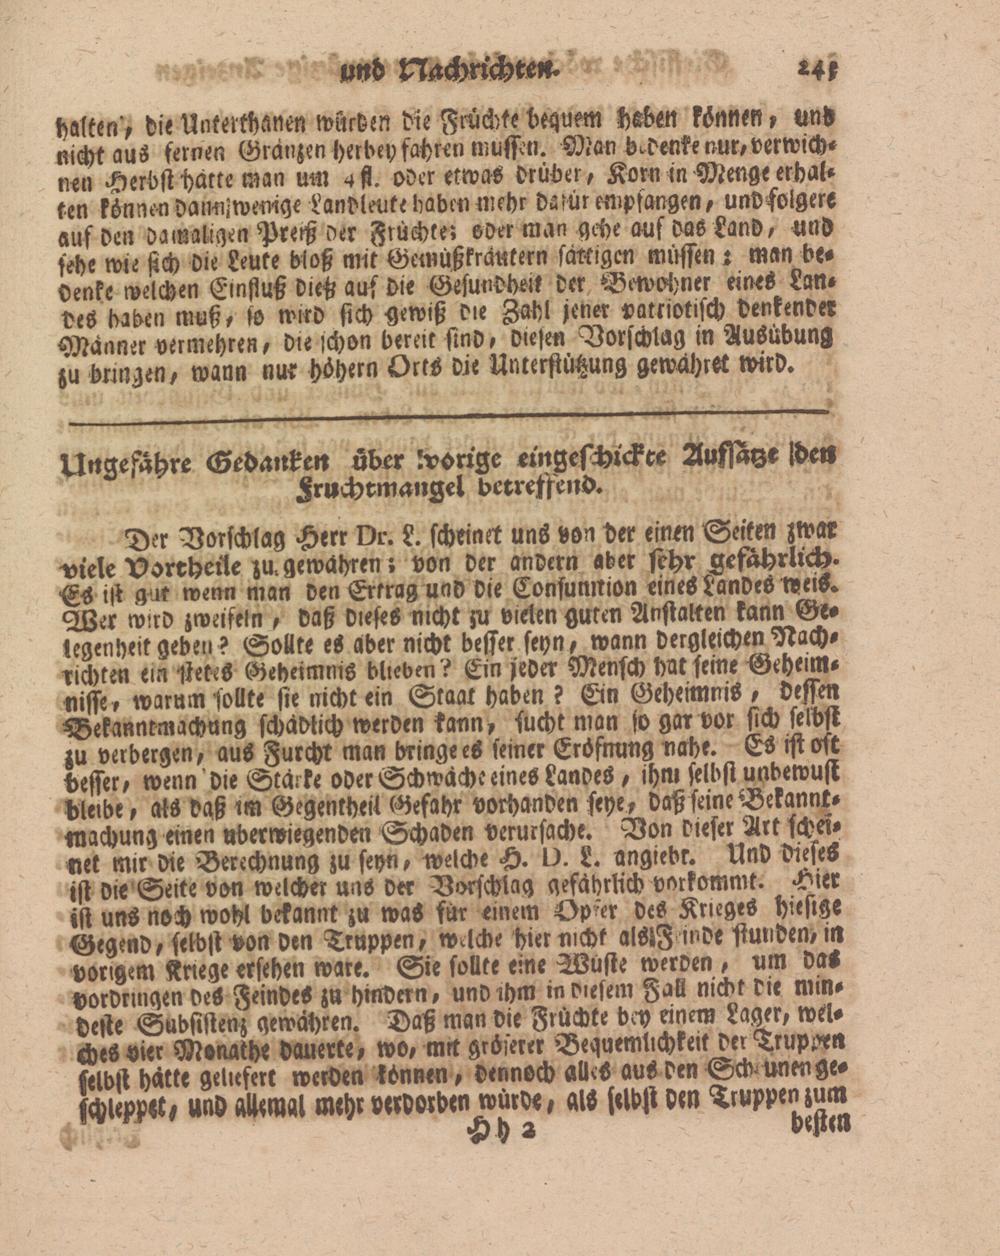 und Nachrichten. 243
halten, die Unterthanen würden die Früchte bequem haben können, und
nicht aus fernen Gränzen herbey fahren müssen. Man bedenke nur, verwich-
nen Herbst hätte man um 4 fl. oder etwas drüber, Korn in Menge erhal-
ten können dann wenige Landleute haben mehr dafür empfangen, und folgere
auf den damaligen Preiß der Früchte; oder man gehe auf das Land, und
sehe wie sich die Leute bloß mit Gemüßkräutern sättigen müssen: man be-
denke welchen Einfluß dieß auf die Gesundheit der Bewohner eines Lan-
des haben muß, so wird sich gewiß die Zahl jener patriotisch denkender
Männer vermehren, die schon bereit sind, diesen Vorschlag in Ausübung
zu bringen, wann nur höhern Orts die Unterstützung gewähret wird.
Ungefähre Gedanken über vorige eingeschickte Aufsätze den
Fruchtmangel betreffend.
Der Vorschlag Herr Dr. L. scheinet uns von der einen Seiten zwar
viele Vortheile zu gewähren; von der andern aber sehr gefährlich.
Es ist gut wenn man den Ertrag und die Consumtion eines Landes weis.
Wer wird zweifeln, daß dieses nicht zu vielen guten Anstalten kann Ge-
legenheit geben? Sollte es aber nicht besser seyn, wann dergleichen Nach-
richten ein stetes Geheimnis blieben? Ein jeder Mensch hat seine Geheim-
nisse, warum sollte sie nicht ein Staat haben? Ein Geheimnis, dessen
Bekanntmachung schädlich werden kann, sucht man so gar vor sich selbst
zu verbergen, aus Furcht man bringe es seiner Eröfnung nahe. Es ist oft
besser, wenn die Stärke oder Schwäche eines Landes, ihm selbst unbewust
bleibe, als daß im Gegentheil Gefahr vorhanden seye, daß seine Bekannt-
machung einen überwiegenden Schaden verursache. Von dieser Art schei-
net mir die Berechnung zu seyn, welche H. D. L. angiebt. Und dieses
ist die Seite von welcher uns der Vorschlag gefährlich vorkommt. Hier
ist uns noch wohl bekannt zu was für einem Opfer des Krieges hiesige
Gegend, selbst von den Truppen, welche hier nicht als Feinde stunden, in
vorigem Kriege ersehen ware. Sie sollte eine Wüste werden, um das
vordringen des Feindes zu hindern, und ihm in diesem Fall nicht die min-
deste Subsistenz gewähren. Daß man die Früchte bey einem Lager, wel-
ches vier Monathe dauerte, wo, mit gröserer Bequemlichkeit der Truppen
selbst hätte geliefert werden können, dennoch alles aus den Scheunen ge-
schleppet, und allemal mehr verdorben würde, als selbst den Truppen zum
Hh 2 besten